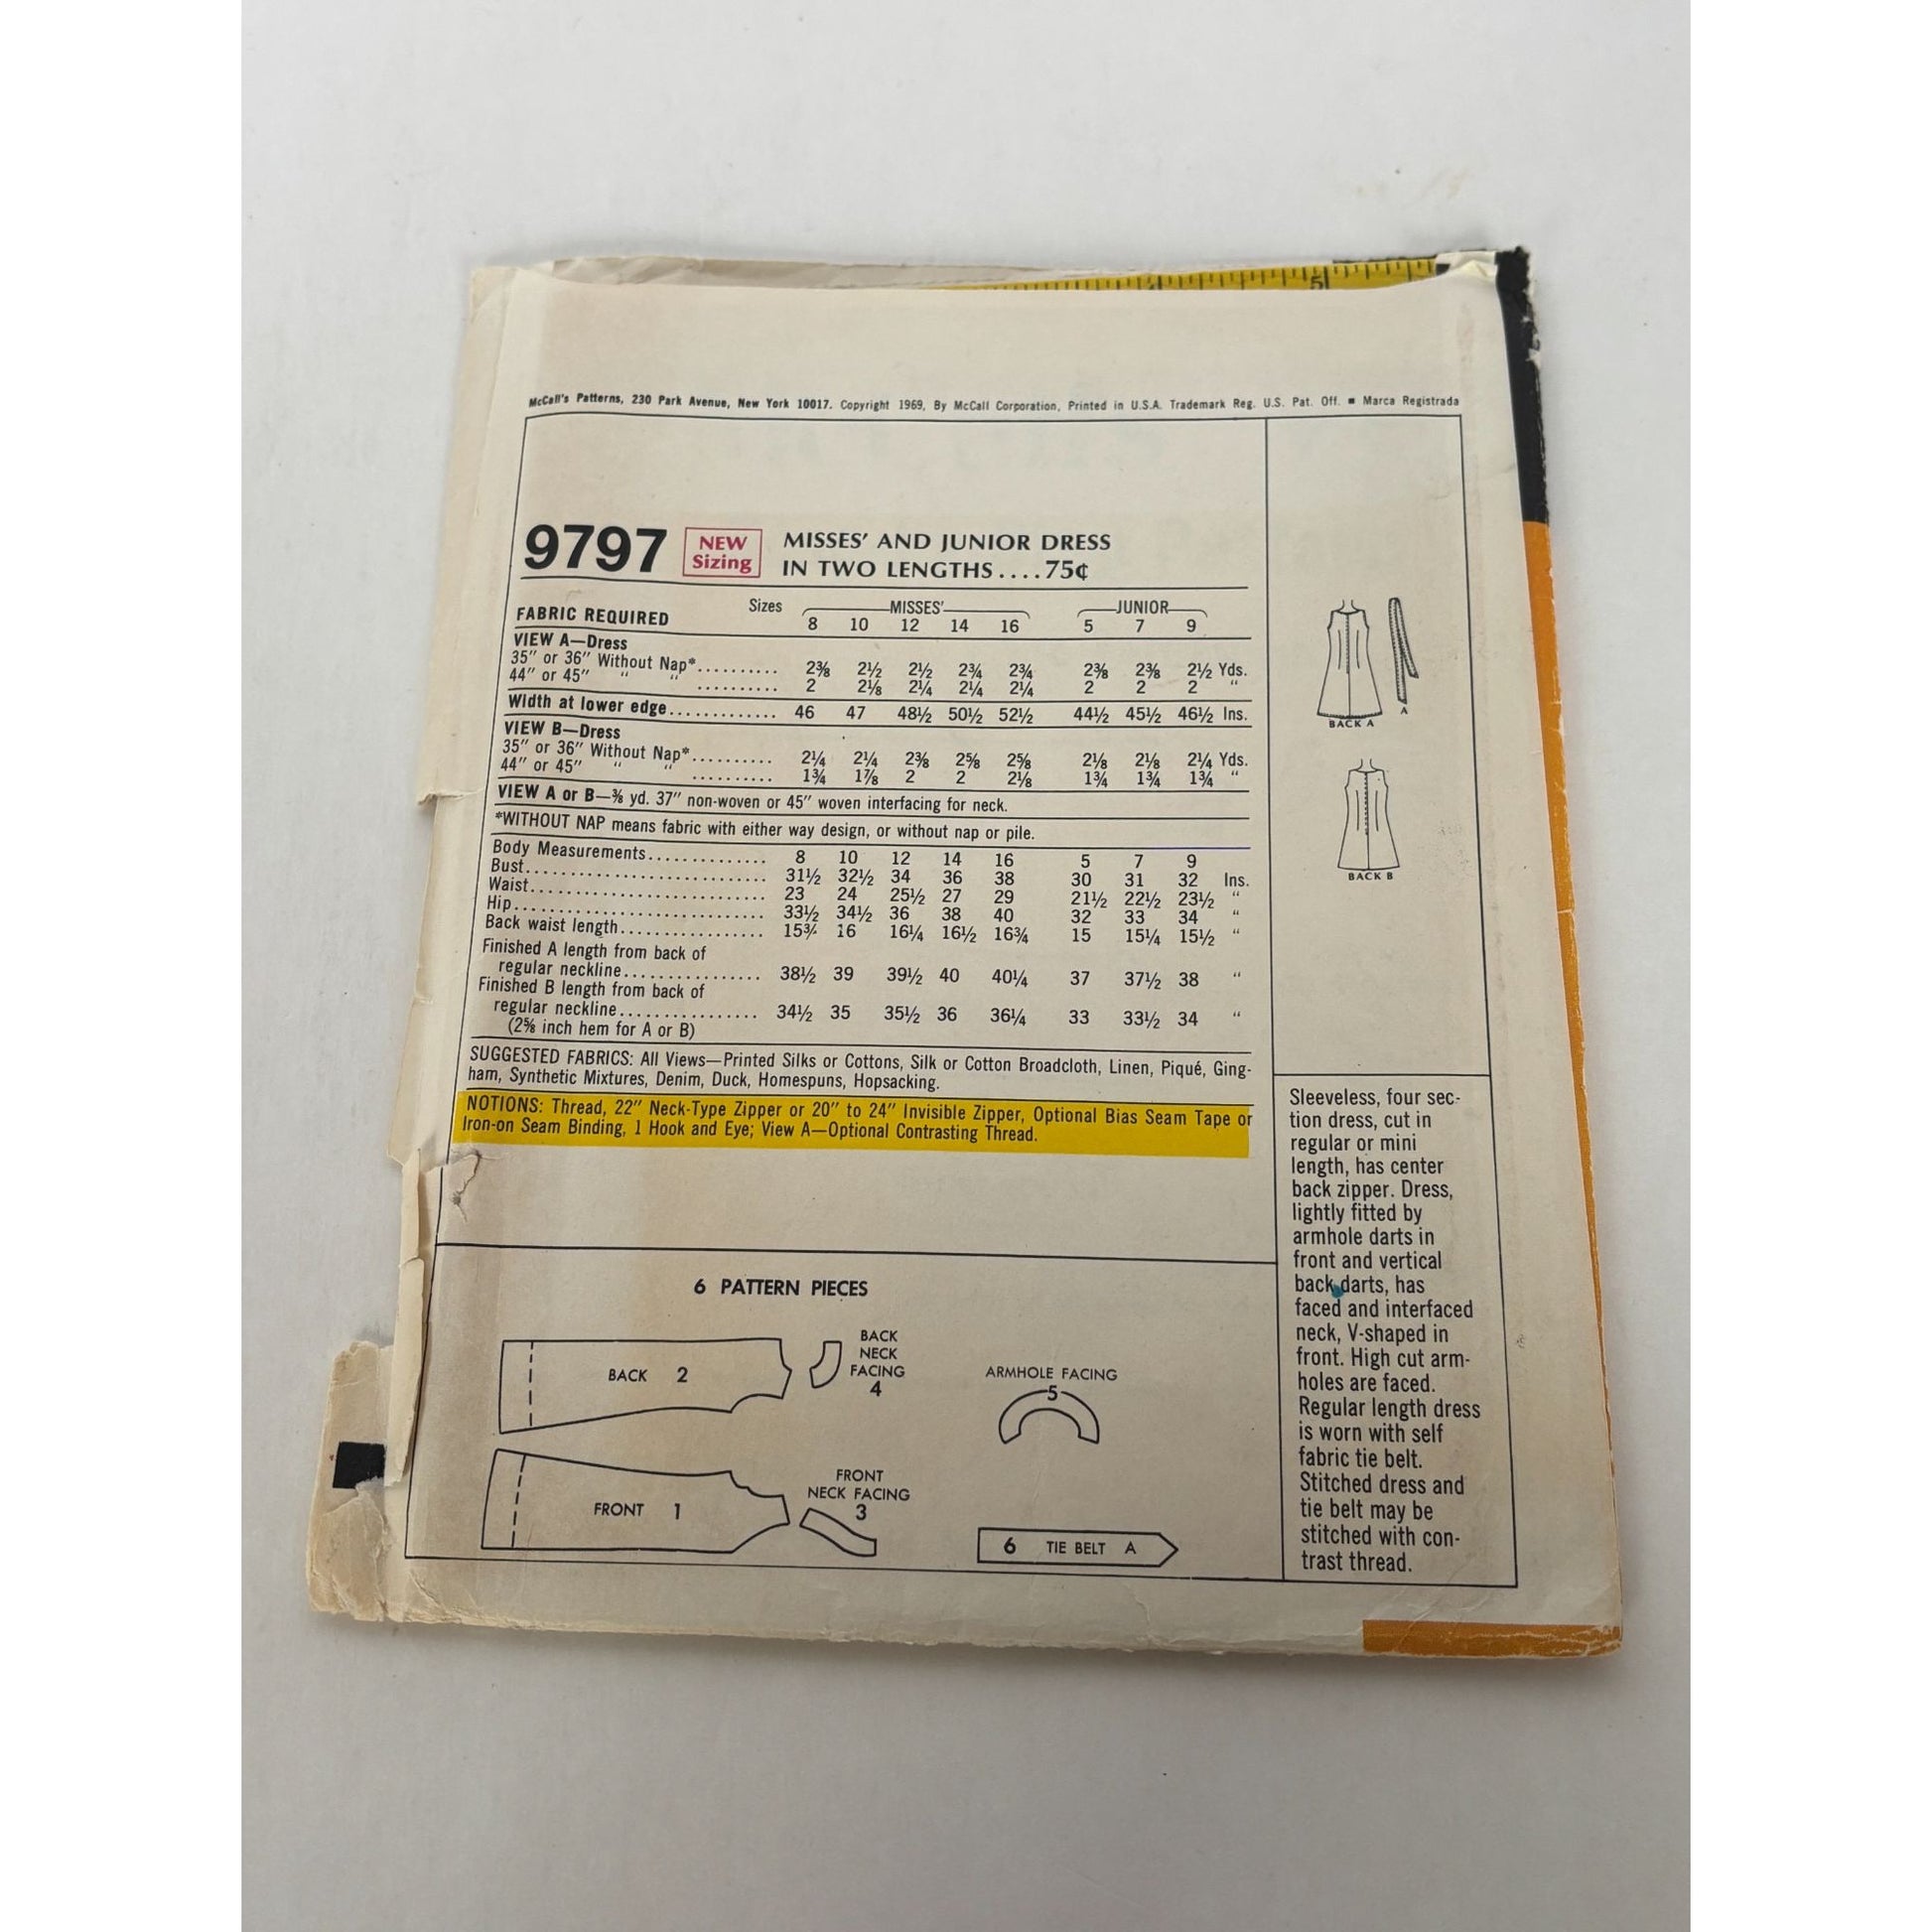 5
McCall's Patterns, 230 Park Avenue, New York 10017. Copyright 1969, By McCall Corporation, Printed in U.S.A. Trademark Reg. U.S. Pat. Off. ■ Marca Registrada
9797 NEW Sizing MISSES' AND JUNIOR DRESS
IN TWO LENGTHS....75¢
FABRIC REQUIRED Sizes MISSES' JUNIOR
8 10 12 14 16 5 7 9
VIEW A—Dress
35" or 36" Without Nap*.......... 2⅜ 2½ 2½ 2¾ 2¾ 2⅜ 2⅜ 2½ Yds.
44" or 45" " " .......... 2 2⅛ 2¼ 2¼ 2¼ 2 2 2 "
Width at lower edge............. 46 47 48½ 50½ 52½ 44½ 45½ 46½ Ins.
VIEW B—Dress
35" or 36" Without Nap*.......... 2¼ 2¼ 2⅜ 2⅝ 2⅝ 2⅛ 2⅛ 2¼ Yds.
44" or 45" " " .......... 1¾ 1⅞ 2 2 2⅛ 1¾ 1¾ 1¾ "
VIEW A or B—⅜ yd. 37" non-woven or 45" woven interfacing for neck.
*WITHOUT NAP means fabric with either way design, or without nap or pile.
Body Measurements.............. 8 10 12 14 16 5 7 9
Bust............................. 31½ 32½ 34 36 38 30 31 32 Ins.
Waist............................ 23 24 25½ 27 29 21½ 22½ 23½ "
Hip.............................. 33½ 34½ 36 38 40 32 33 34 "
Back waist length................. 15¾ 16 16¼ 16½ 16¾ 15 15¼ 15½ "
Finished A length from back of
regular neckline................ 38½ 39 39½ 40 40¼ 37 37½ 38 "
Finished B length from back of
regular neckline................ 34½ 35 35½ 36 36¼ 33 33½ 34 "
(2⅝ inch hem for A or B)
SUGGESTED FABRICS: All Views—Printed Silks or Cottons, Silk or Cotton Broadcloth, Linen, Piqué, Ging-
ham, Synthetic Mixtures, Denim, Duck, Homespuns, Hopsacking.
NOTIONS: Thread, 22" Neck-Type Zipper or 20" to 24" Invisible Zipper, Optional Bias Seam Tape or
Iron-on Seam Binding, 1 Hook and Eye; View A—Optional Contrasting Thread.
BACK A
A
BACK B
Sleeveless, four sec-
tion dress, cut in
regular or mini
length, has center
back zipper. Dress,
lightly fitted by
armhole darts in
front and vertical
back darts, has
faced and interfaced
neck, V-shaped in
front. High cut arm-
holes are faced.
Regular length dress
is worn with self
fabric tie belt.
Stitched dress and
tie belt may be
stitched with con-
trast thread.
6 PATTERN PIECES
BACK 2
BACK
NECK
FACING
4
ARMHOLE FACING
5
FRONT 1
FRONT
NECK FACING
3
6 TIE BELT A